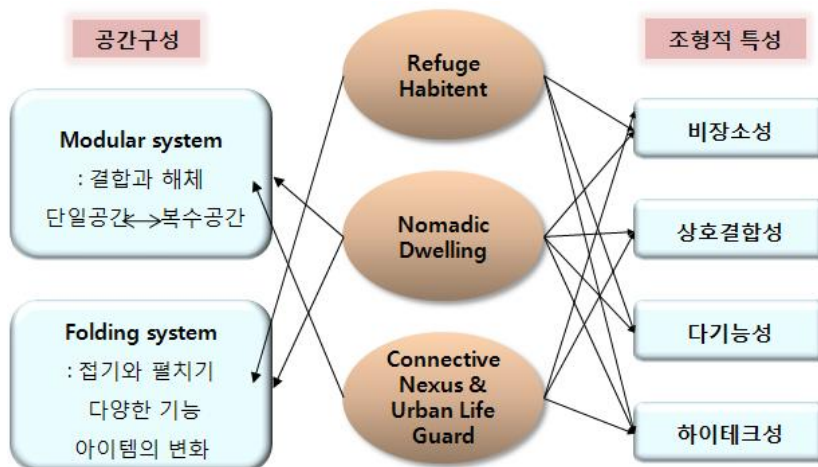 공간구성
조형적 특성
Refuge
Habitent
Modular system
: 결합과 해체
단일공간 복수공간
비장소성
Nomadic
Dwelling
상호결합성
Folding system
: 접기와 펼치기
다양한 기능
아이템의 변화
다기능성
Connective
Nexus &
Urban Life
Guard
하이테크성